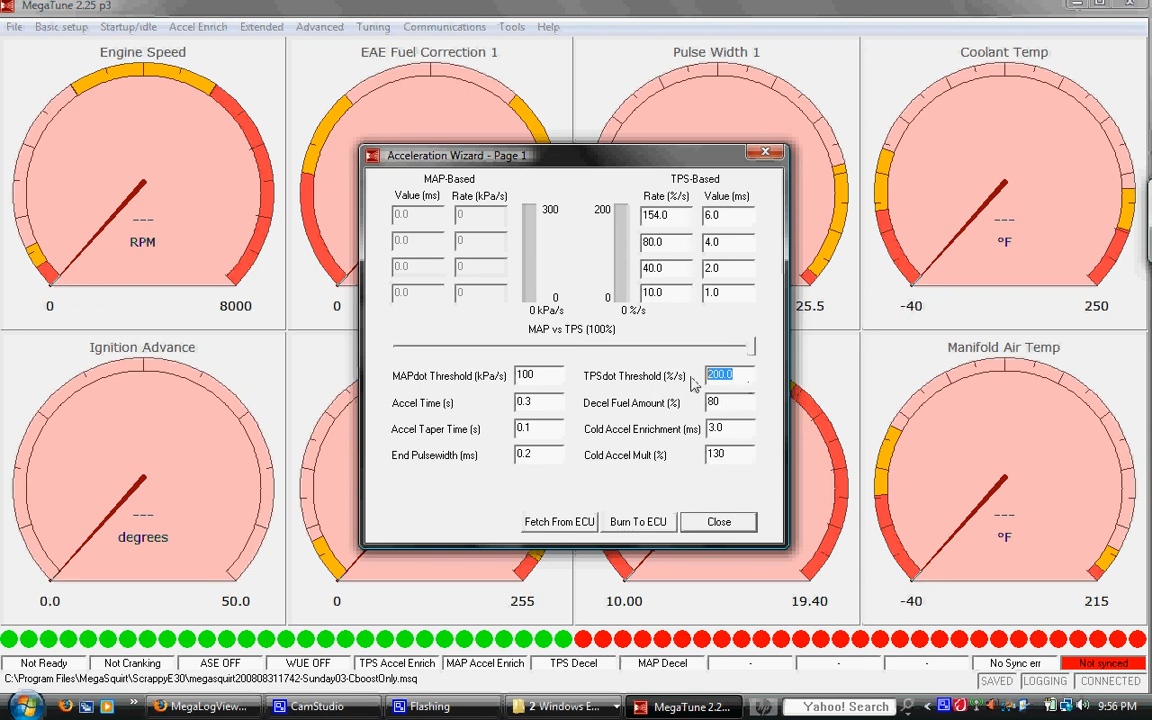 MegaTune 2.25 p3
File Basic setup Startup/idle Accel Enrich Extended Advanced Tuning Communications Tools Help
Engine Speed
EAE Fuel Correction 1
Pulse Width 1
Coolant Temp
---
RPM
0 8000
0
25.5
---
°F
-40 250
Acceleration Wizard - Page 1
MAP-Based TPS-Based
Value (ms) Rate (kPa/s) Rate (%/s) Value (ms)
0.0 0 300 200 154.0 6.0
0.0 0 80.0 4.0
0.0 0 40.0 2.0
0.0 0 0 0 10.0 1.0
0 kPa/s 0 %/s
MAP vs TPS (100%)
MAPdot Threshold (kPa/s) 100 TPSdot Threshold (%/s) 200.0
Accel Time (s) 0.3 Decel Fuel Amount (%) 80
Accel Taper Time (s) 0.1 Cold Accel Enrichment (ms) 3.0
End Pulsewidth (ms) 0.2 Cold Accel Mult (%) 130
Fetch From ECU Burn To ECU Close
Ignition Advance
Manifold Air Temp
---
degrees
0.0 50.0
0 255
10.00 19.40
---
°F
-40 215
Not Ready Not Cranking ASE OFF WUE OFF TPS Accel Enrich MAP Accel Enrich TPS Decel MAP Decel - - - No Sync err Not synced
C:\Program Files\MegaSquirt\ScrappyE30\megasquirt200808311742-Sunday03-CboostOnly.msq SAVED LOGGING CONNECTED
MegaLogView... CamStudio Flashing 2 Windows E... MegaTune 2.2... Yahoo! Search 9:56 PM